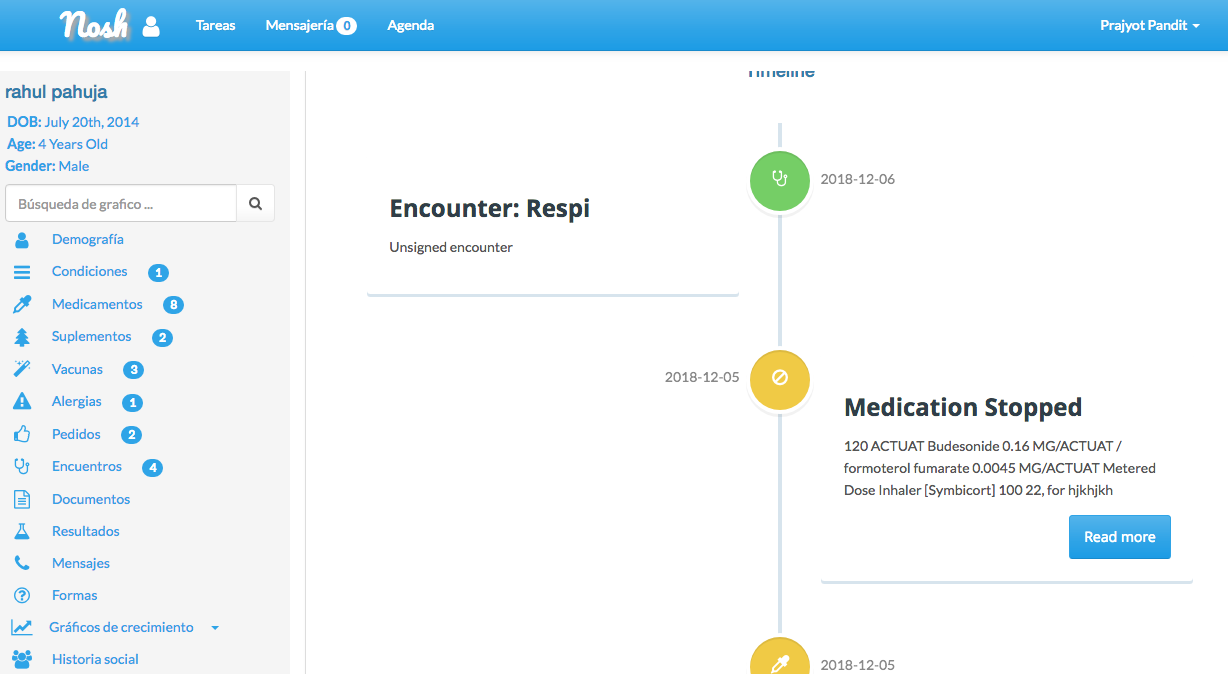 Nosh
Tareas
Mensajería 0
Agenda
Prajyot Pandit
rahul pahuja
DOB: July 20th, 2014
Age: 4 Years Old
Gender: Male
Búsqueda de grafico ...
Demografía
Condiciones 1
Medicamentos 8
Suplementos 2
Vacunas 3
Alergias 1
Pedidos 2
Encuentros 4
Documentos
Resultados
Mensajes
Formas
Gráficos de crecimiento
Historia social
Timeline
2018-12-06
Encounter: Respi
Unsigned encounter
2018-12-05
Medication Stopped
120 ACTUAT Budesonide 0.16 MG/ACTUAT /
formoterol fumarate 0.0045 MG/ACTUAT Metered
Dose Inhaler [Symbicort] 100 22, for hjkhjkh
Read more
2018-12-05